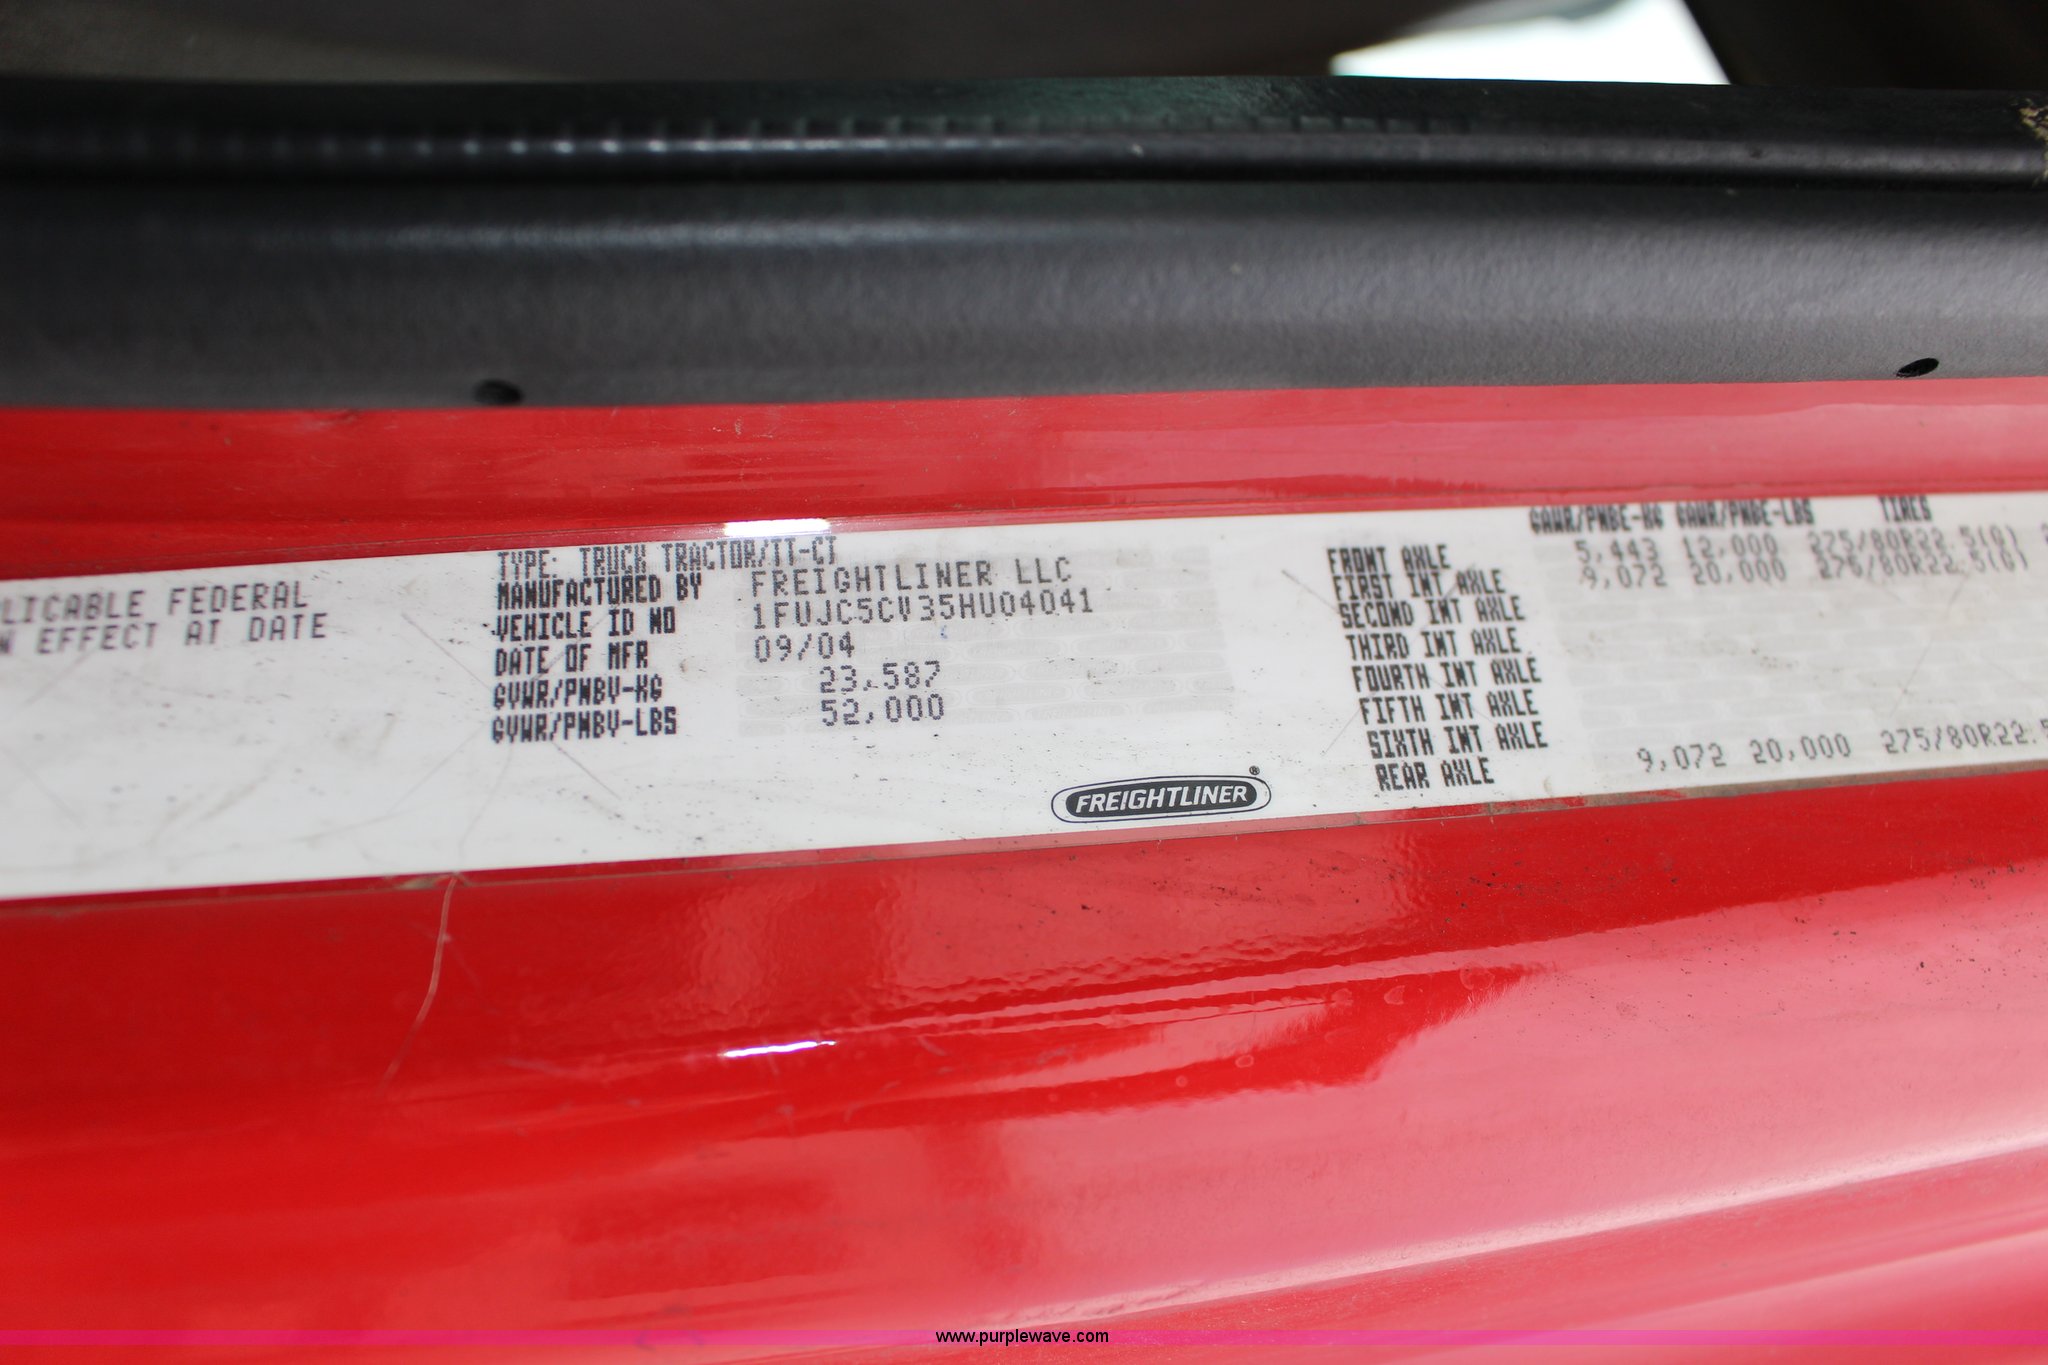 PLICABLE FEDERAL
N EFFECT AT DATE
TYPE: TRUCK TRACTOR/TT-CT
MANUFACTURED BY FREIGHTLINER LLC
VEHICLE ID NO 1FUJC5CV35HU04041
DATE OF MFR 09/04
GVWR/PNBV-KG 23,587
GVWR/PNBV-LBS 52,000
FREIGHTLINER®
GAWR/PNBE-KG GAWR/PNBE-LBS TIRES
FRONT AXLE 5,443 12,000 275/80R22.5(G)
FIRST INT AXLE 9,072 20,000 275/80R22.5(G)
SECOND INT AXLE
THIRD INT AXLE
FOURTH INT AXLE
FIFTH INT AXLE
SIXTH INT AXLE
REAR AXLE 9,072 20,000 275/80R22.5
www.purplewave.com